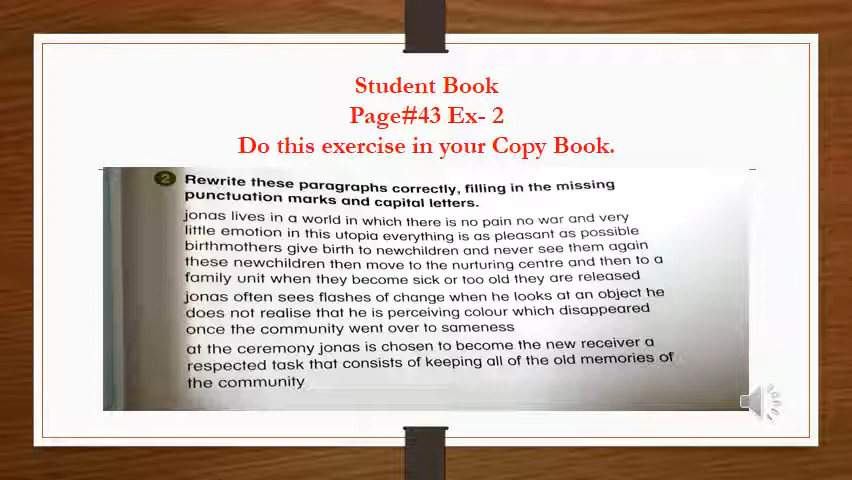 Student Book
Page#43 Ex- 2
Do this exercise in your Copy Book.
2 Rewrite these paragraphs correctly, filling in the missing
punctuation marks and capital letters.
jonas lives in a world in which there is no pain no war and very
little emotion in this utopia everything is as pleasant as possible
birthmothers give birth to newchildren and never see them again
these newchildren then move to the nurturing centre and then to a
family unit when they become sick or too old they are released
jonas often sees flashes of change when he looks at an object he
does not realise that he is perceiving colour which disappeared
once the community went over to sameness
at the ceremony jonas is chosen to become the new receiver a
respected task that consists of keeping all of the old memories of
the community